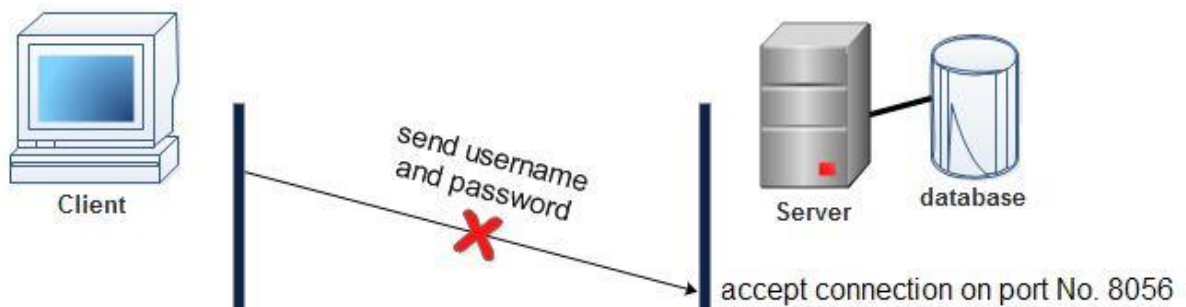 send username
and password
Client
Server
database
accept connection on port No. 8056